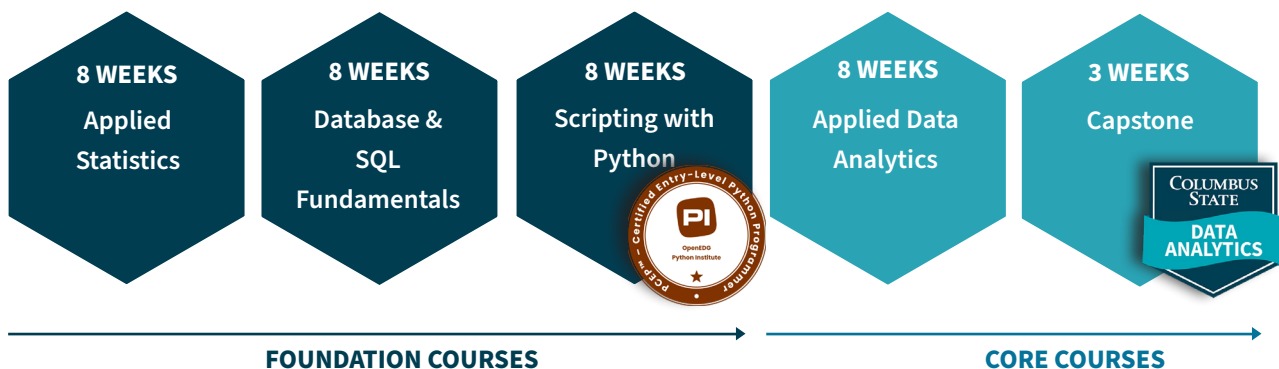 8 WEEKS
Applied
Statistics
8 WEEKS
Database &
SQL
Fundamentals
8 WEEKS
Scripting with
Python
PCEP™ – Certified Entry-Level Python Programmer
PI
OpenEDG
Python Institute
8 WEEKS
Applied Data
Analytics
3 WEEKS
Capstone
COLUMBUS
STATE
DATA
ANALYTICS
FOUNDATION COURSES
CORE COURSES